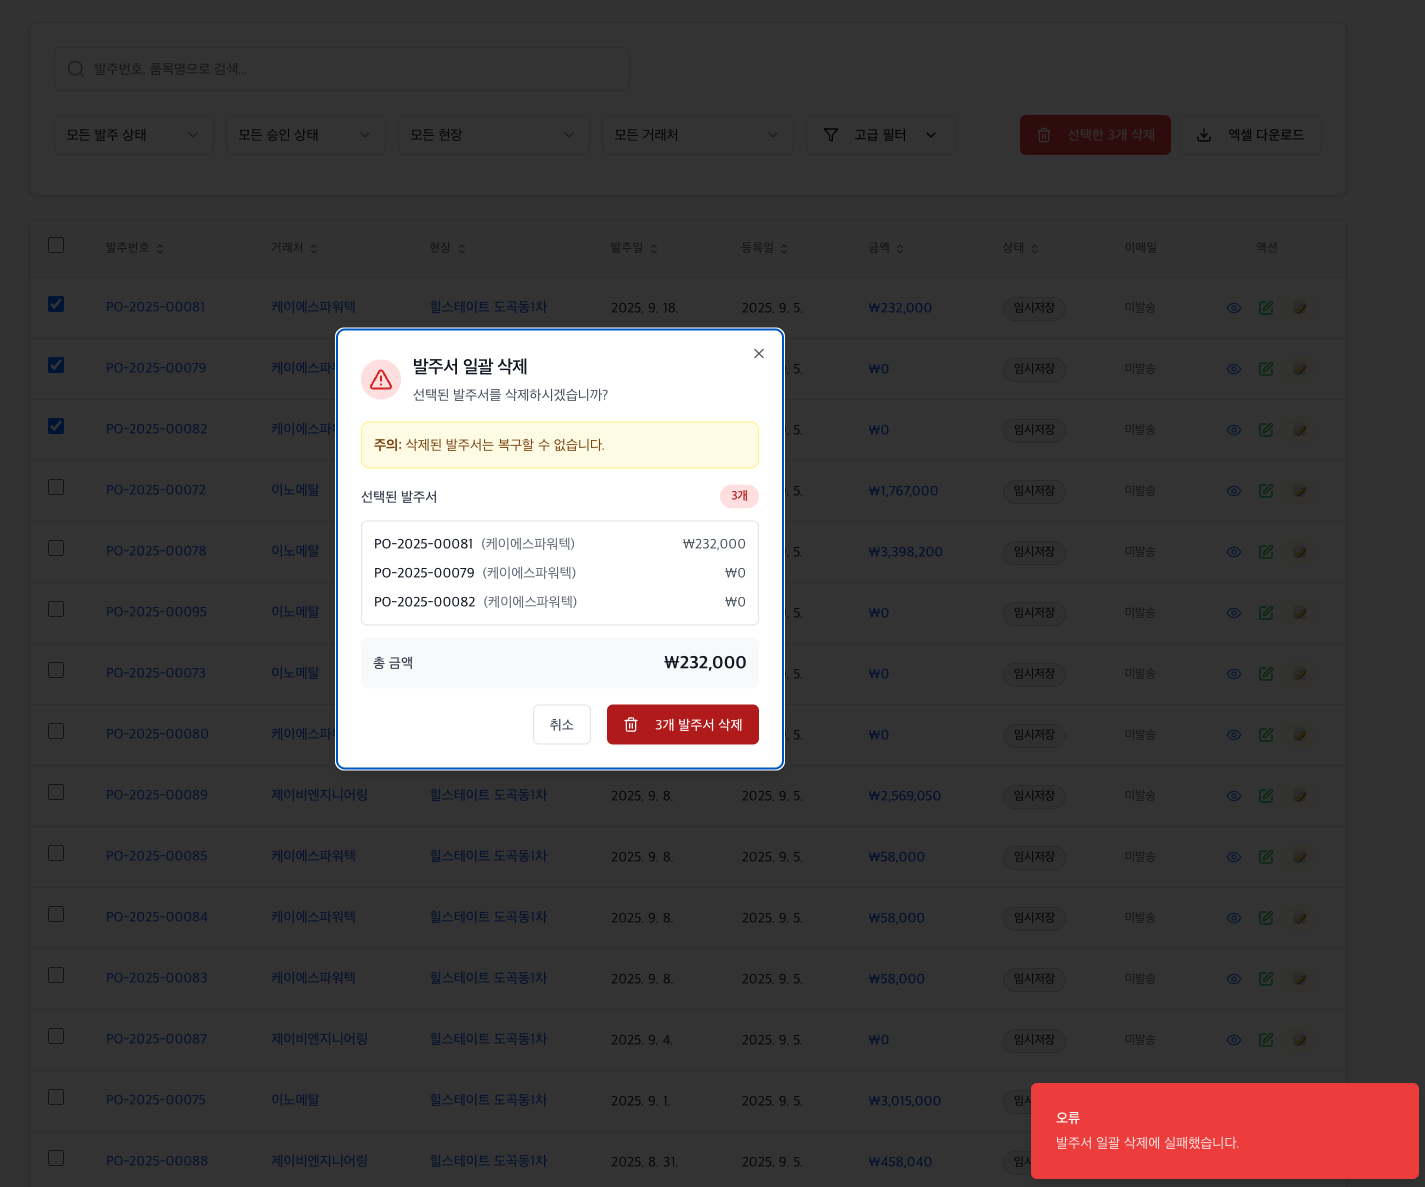 발주번호, 품목명으로 검색...
모든 발주 상태 모든 승인 상태 모든 현장 모든 거래처 고급 필터 선택한 3개 삭제 엑셀 다운로드
발주번호 거래처 현장 발주일 등록일 금액 상태 이메일 액션
PO-2025-00081 케이에스파워텍 힐스테이트 도곡동1차 2025. 9. 18. 2025. 9. 5. ₩232,000 임시저장 미발송
PO-2025-00079 케이에스파 5. ₩0 임시저장 미발송
PO-2025-00082 케이에스파 5. ₩0 임시저장 미발송
PO-2025-00072 이노메탈 5. ₩1,767,000 임시저장 미발송
PO-2025-00078 이노메탈 5. ₩3,398,200 임시저장 미발송
PO-2025-00095 이노메탈 5. ₩0 임시저장 미발송
PO-2025-00073 이노메탈 5. ₩0 임시저장 미발송
PO-2025-00080 케이에스파 5. ₩0 임시저장 미발송
PO-2025-00089 제이비엔지니어링 힐스테이트 도곡동1차 2025. 9. 8. 2025. 9. 5. ₩2,569,050 임시저장 미발송
PO-2025-00085 케이에스파워텍 힐스테이트 도곡동1차 2025. 9. 8. 2025. 9. 5. ₩58,000 임시저장 미발송
PO-2025-00084 케이에스파워텍 힐스테이트 도곡동1차 2025. 9. 8. 2025. 9. 5. ₩58,000 임시저장 미발송
PO-2025-00083 케이에스파워텍 힐스테이트 도곡동1차 2025. 9. 8. 2025. 9. 5. ₩58,000 임시저장 미발송
PO-2025-00087 제이비엔지니어링 힐스테이트 도곡동1차 2025. 9. 4. 2025. 9. 5. ₩0 임시저장 미발송
PO-2025-00075 이노메탈 힐스테이트 도곡동1차 2025. 9. 1. 2025. 9. 5. ₩3,015,000 임시
PO-2025-00088 제이비엔지니어링 힐스테이트 도곡동1차 2025. 8. 31. 2025. 9. 5. ₩458,040 임시
발주서 일괄 삭제
선택된 발주서를 삭제하시겠습니까?
주의: 삭제된 발주서는 복구할 수 없습니다.
선택된 발주서 3개
PO-2025-00081 (케이에스파워텍) ₩232,000
PO-2025-00079 (케이에스파워텍) ₩0
PO-2025-00082 (케이에스파워텍) ₩0
총 금액 ₩232,000
취소 3개 발주서 삭제
오류
발주서 일괄 삭제에 실패했습니다.